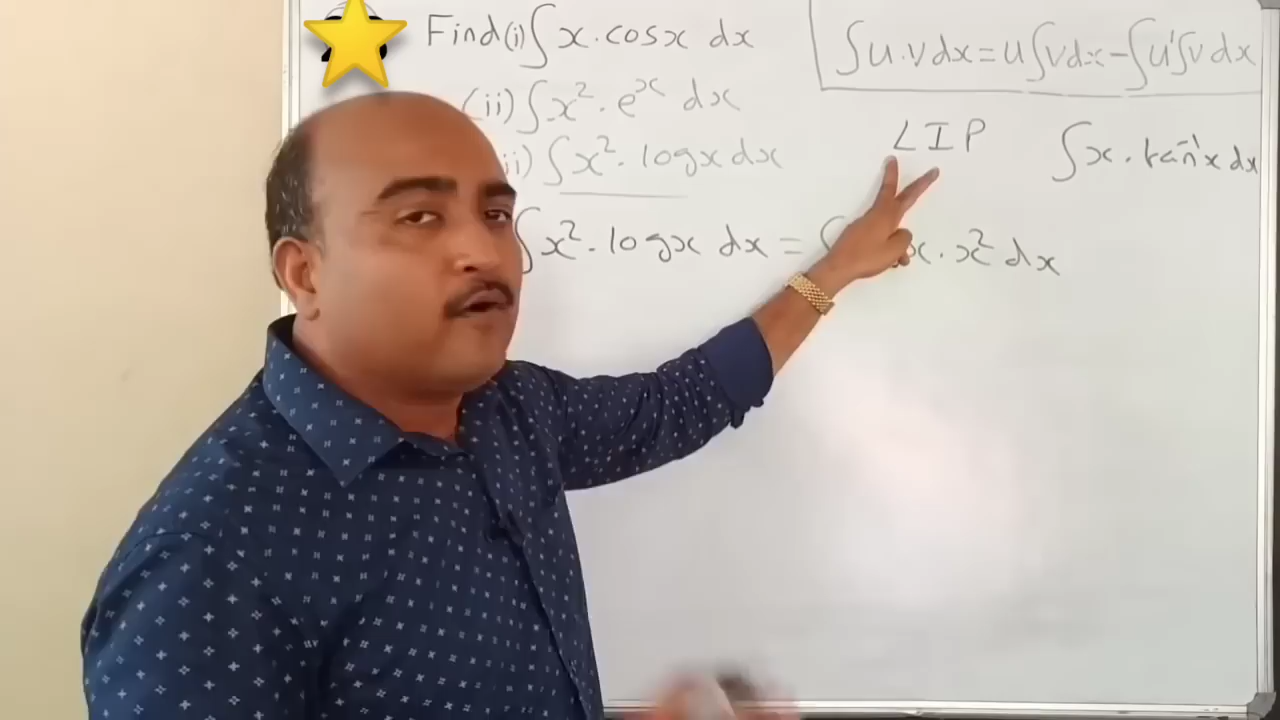 Find (i) ∫ x . cosx dx
(ii) ∫ x² . eˣ dx
ii) ∫ x² . logx dx
∫ x² . logx dx = ∫ x . x² dx
∫ u . v dx = u ∫ v dx − ∫ u' ∫ v dx
LIP
∫ x . tan⁻¹x dx